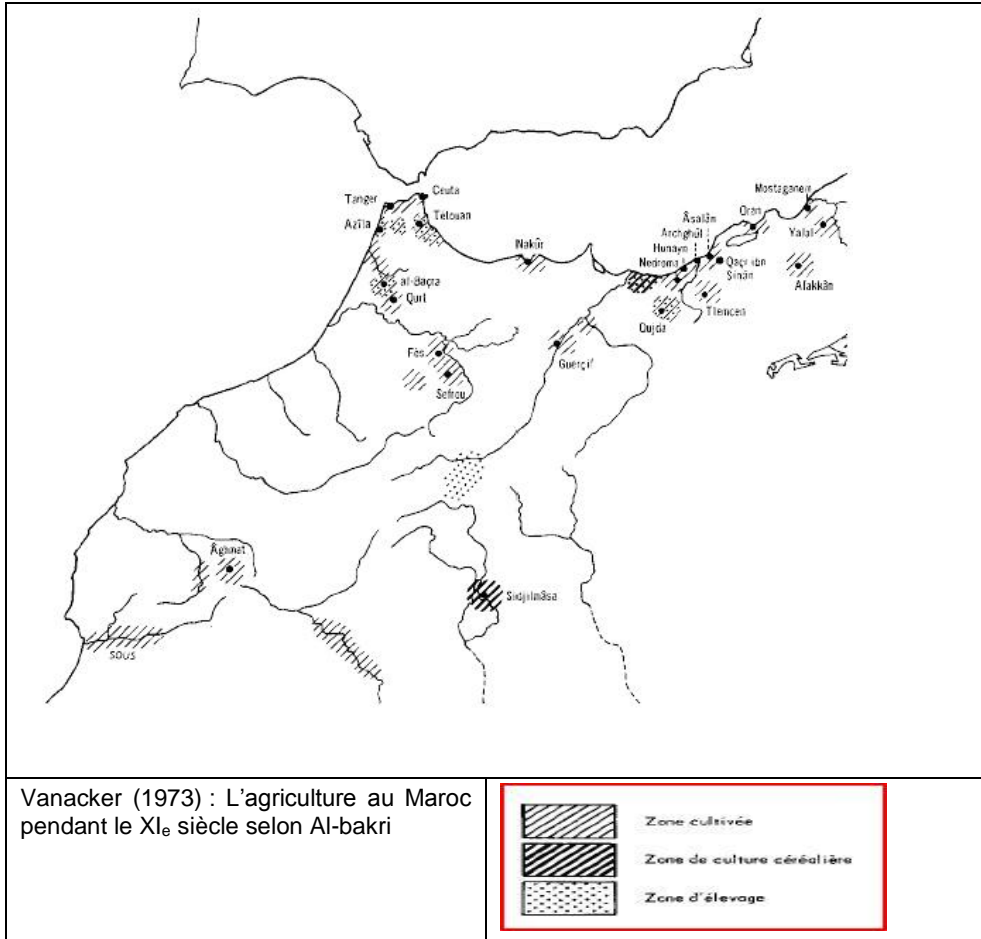 Ceuta
Tanger
Tetouan
Azîla
Nakûr
al-Baçra
Qurt
Fès
Sefrou
Guerçif
Mostaganem
Oran
Âsalân
Archghûl
Hunayn
Nedroma
Yalal
Qaçr ibn
Sinân
Alakkân
Tlemcen
Oujda
Âghmat
Sidjilmâsa
SOUS
Vanacker (1973) : L'agriculture au Maroc
pendant le XIe siècle selon Al-bakri
Zone cultivée
Zone de culture céréalière
Zone d'élevage